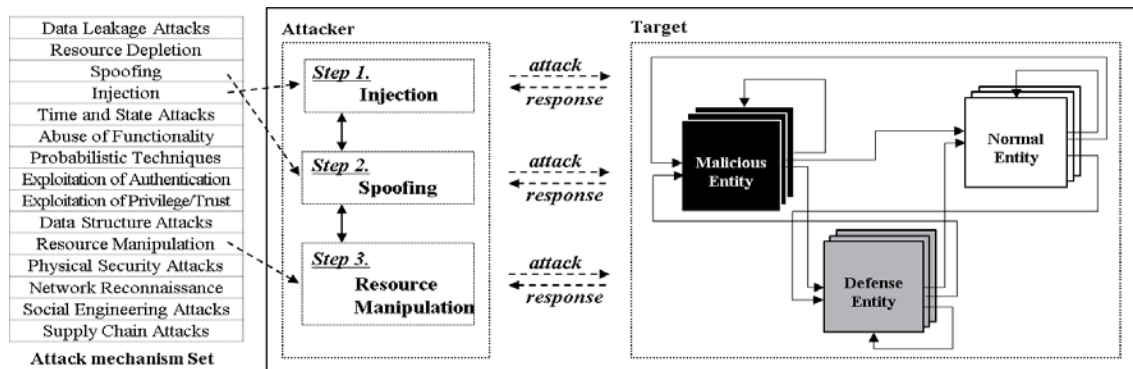 Data Leakage Attacks
Resource Depletion
Spoofing
Injection
Time and State Attacks
Abuse of Functionality
Probabilistic Techniques
Exploitation of Authentication
Exploitation of Privilege/Trust
Data Structure Attacks
Resource Manipulation
Physical Security Attacks
Network Reconnaissance
Social Engineering Attacks
Supply Chain Attacks
Attack mechanism Set
Attacker
Step 1.
Injection
Step 2.
Spoofing
Step 3.
Resource
Manipulation
attack
response
attack
response
attack
response
Target
Malicious
Entity
Normal
Entity
Defense
Entity